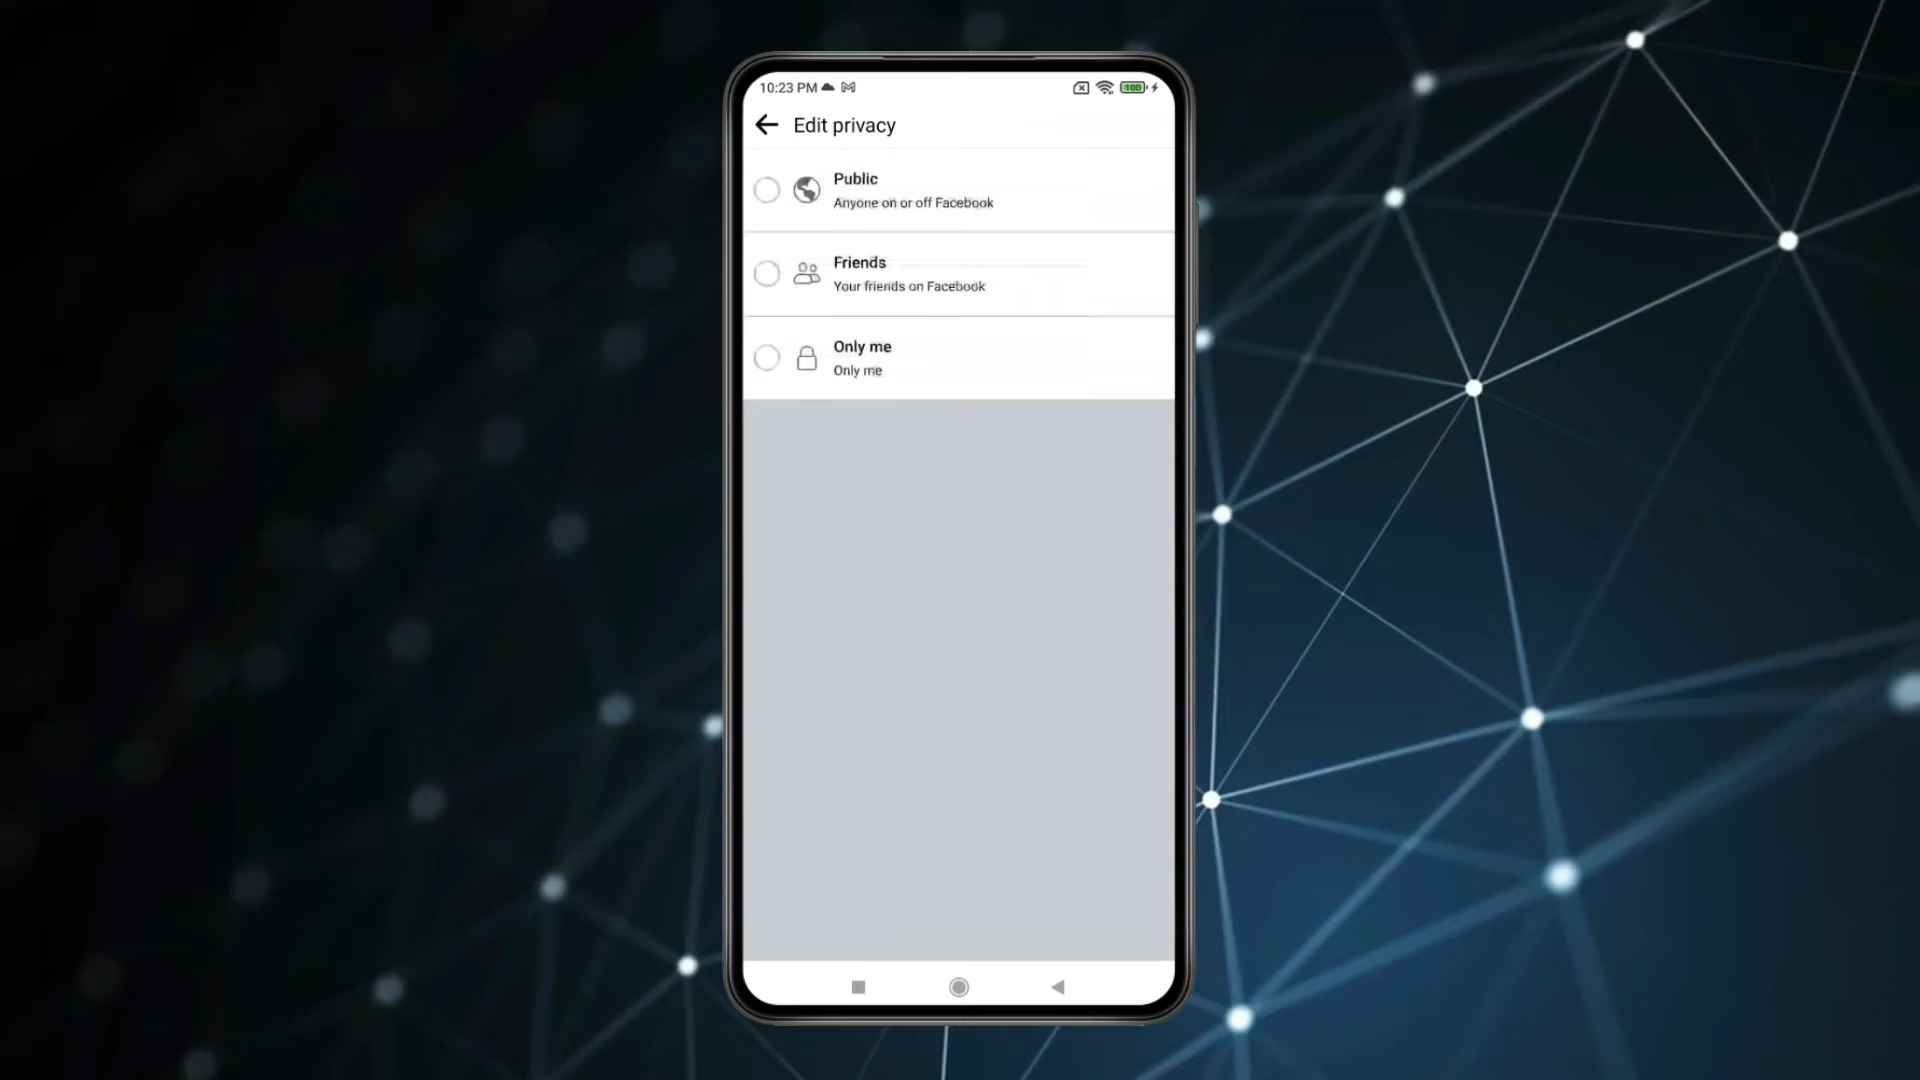 10:23 PM
100
Edit privacy
Public
Anyone on or off Facebook
Friends
Your friends on Facebook
Only me
Only me